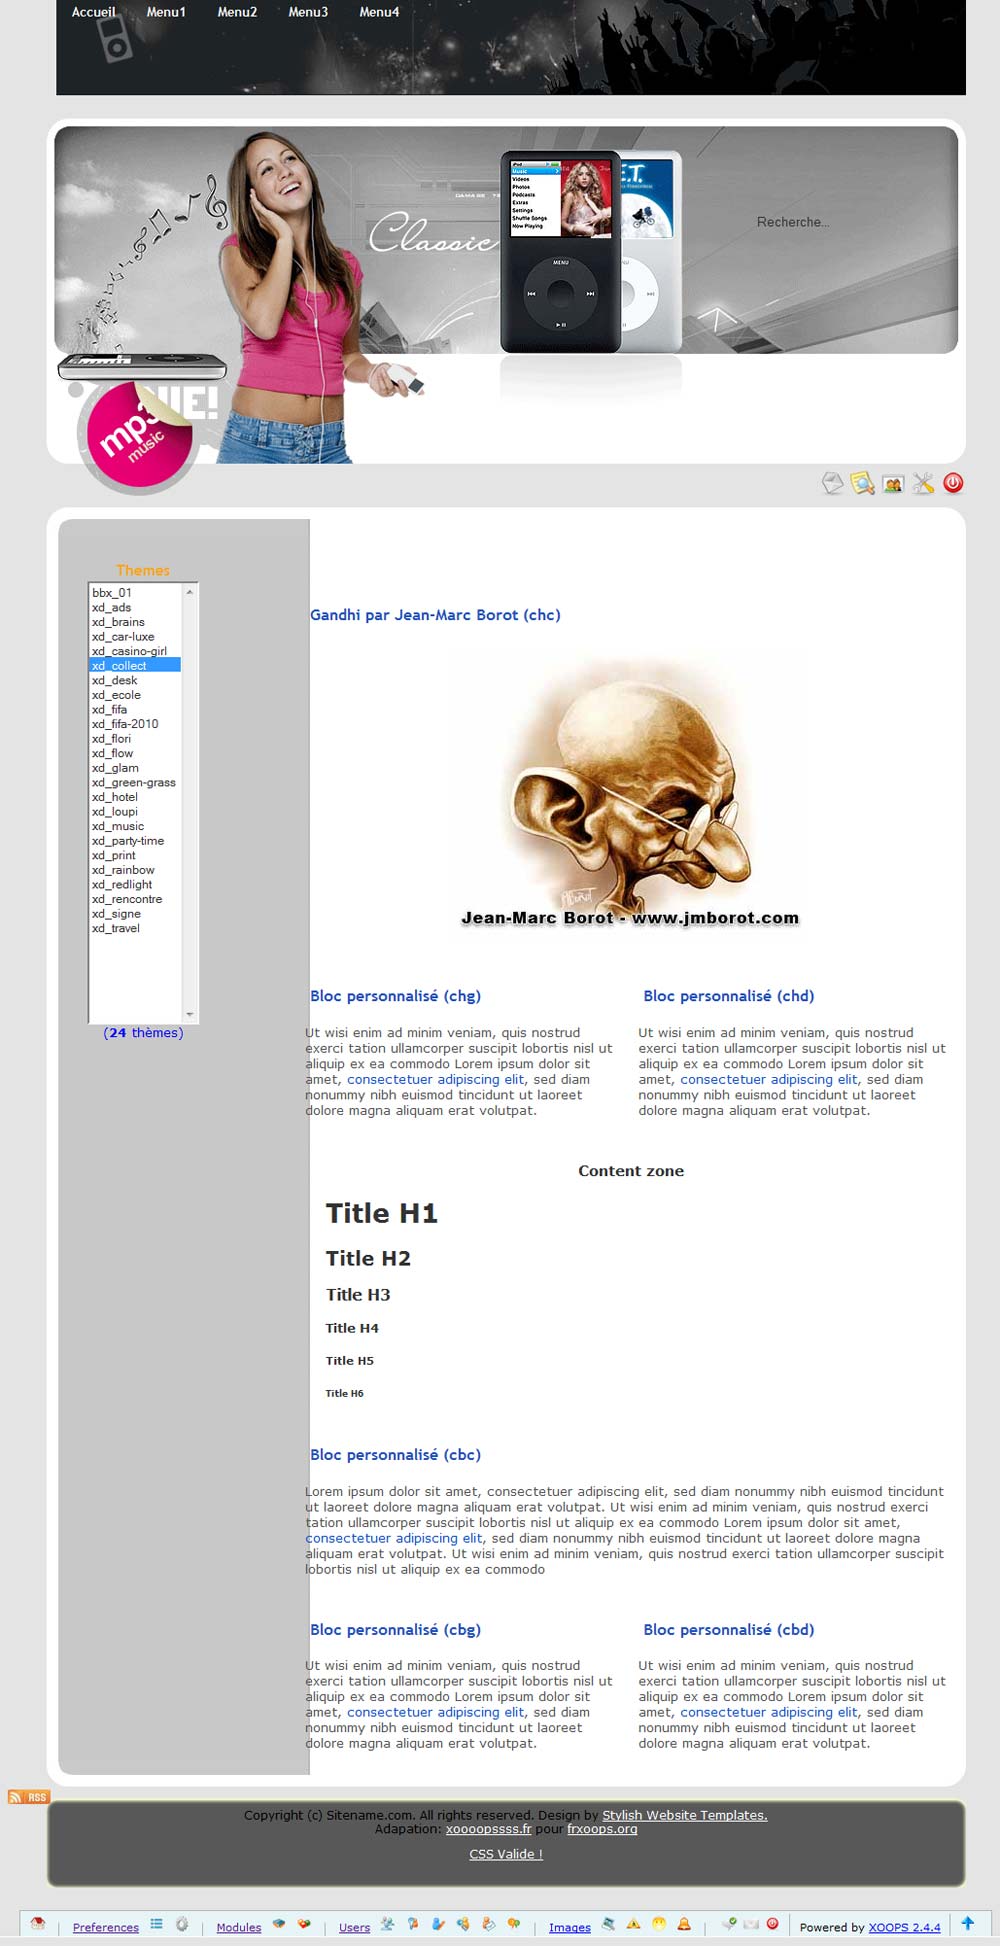 Accueil Menu1 Menu2 Menu3 Menu4
Classic
iPod
Music
Videos
Photos
Podcasts
Extras
Settings
Shuffle Songs
Now Playing
E.T.
MENU
Recherche...
mp3
music
Themes
bbx_01
xd_ads
xd_brains
xd_car-luxe
xd_casino-girl
xd_collect
xd_desk
xd_ecole
xd_fifa
xd_fifa-2010
xd_flori
xd_flow
xd_glam
xd_green-grass
xd_hotel
xd_loupi
xd_music
xd_party-time
xd_print
xd_rainbow
xd_redlight
xd_rencontre
xd_signe
xd_travel
(24 thèmes)
Gandhi par Jean-Marc Borot (chc)
Jean-Marc Borot - www.jmborot.com
Bloc personnalisé (chg)
Ut wisi enim ad minim veniam, quis nostrud
exerci tation ullamcorper suscipit lobortis nisl ut
aliquip ex ea commodo Lorem ipsum dolor sit
amet, consectetuer adipiscing elit, sed diam
nonummy nibh euismod tincidunt ut laoreet
dolore magna aliquam erat volutpat.
Bloc personnalisé (chd)
Ut wisi enim ad minim veniam, quis nostrud
exerci tation ullamcorper suscipit lobortis nisl ut
aliquip ex ea commodo Lorem ipsum dolor sit
amet, consectetuer adipiscing elit, sed diam
nonummy nibh euismod tincidunt ut laoreet
dolore magna aliquam erat volutpat.
Content zone
Title H1
Title H2
Title H3
Title H4
Title H5
Title H6
Bloc personnalisé (cbc)
Lorem ipsum dolor sit amet, consectetuer adipiscing elit, sed diam nonummy nibh euismod tincidunt
ut laoreet dolore magna aliquam erat volutpat. Ut wisi enim ad minim veniam, quis nostrud exerci
tation ullamcorper suscipit lobortis nisl ut aliquip ex ea commodo Lorem ipsum dolor sit amet,
consectetuer adipiscing elit, sed diam nonummy nibh euismod tincidunt ut laoreet dolore magna
aliquam erat volutpat. Ut wisi enim ad minim veniam, quis nostrud exerci tation ullamcorper suscipit
lobortis nisl ut aliquip ex ea commodo
Bloc personnalisé (cbg)
Ut wisi enim ad minim veniam, quis nostrud
exerci tation ullamcorper suscipit lobortis nisl ut
aliquip ex ea commodo Lorem ipsum dolor sit
amet, consectetuer adipiscing elit, sed diam
nonummy nibh euismod tincidunt ut laoreet
dolore magna aliquam erat volutpat.
Bloc personnalisé (cbd)
Ut wisi enim ad minim veniam, quis nostrud
exerci tation ullamcorper suscipit lobortis nisl ut
aliquip ex ea commodo Lorem ipsum dolor sit
amet, consectetuer adipiscing elit, sed diam
nonummy nibh euismod tincidunt ut laoreet
dolore magna aliquam erat volutpat.
RSS
Copyright (c) Sitename.com. All rights reserved. Design by Stylish Website Templates.
Adapation: xoooopssss.fr pour frxoops.org
CSS Valide !
Preferences | Modules | Users | Images | Powered by XOOPS 2.4.4